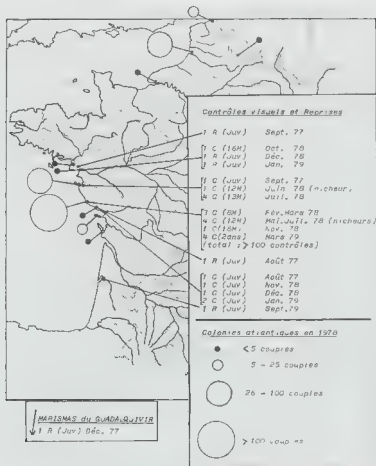 Contrôles visuels et Reprises
1 R (Juv) Sept. 77
1 C (16M) Oct. 78
1 R (Juv) Déc. 78
R (Juv) Jan. 79
1 C (Juv) Sept. 77
1 C (12M) Juin 78 (nicheur,
4 C (13M) Juil. 78
1 C (6M) Fév.Mars 78
4 C (12M) Mai.Juil. 78 (nicheurs)
1 C (16M) Nov. 78
4 C (2ans) Mars 79
(total : > 100 contrôles)
1 R (Juv) Août 77
1 C (Juv) Août 77
1 C (Juv) Nov. 78
1 C (Juv) Déc. 78
2 C (Juv) Jan. 79
1 R (Juv) Sept.79
Colonies atlantiques en 1978
< 5 couples
5 - 25 couples
26 - 100 couples
> 100 couples
MARISMAS du GUADALQUIVIR
1 R (Juv) Déc. 77